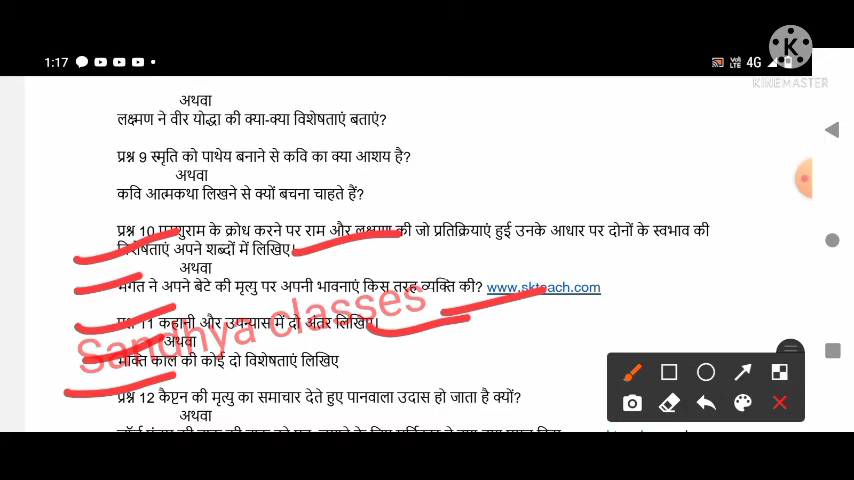 1:17
4G
K
KINEMASTER
अथवा
लक्ष्मण ने वीर योद्धा की क्या-क्या विशेषताएं बताएं?
प्रश्न 9 स्मृति को पाथेय बनाने से कवि का क्या आशय है?
अथवा
कवि आत्मकथा लिखने से क्यों बचना चाहते हैं?
प्रश्न 10 परशुराम के क्रोध करने पर राम और लक्ष्मण की जो प्रतिक्रियाएं हुई उनके आधार पर दोनों के स्वभाव की
विशेषताएं अपने शब्दों में लिखिए।
अथवा
भगत ने अपने बेटे की मृत्यु पर अपनी भावनाएं किस तरह व्यक्ति की? www.skteach.com
प्रश्न 11 कहानी और उपन्यास में दो अंतर लिखिए।
Sandhya classes
अथवा
भक्ति काल की कोई दो विशेषताएं लिखिए
प्रश्न 12 कैप्टन की मृत्यु का समाचार देते हुए पानवाला उदास हो जाता है क्यों?
अथवा